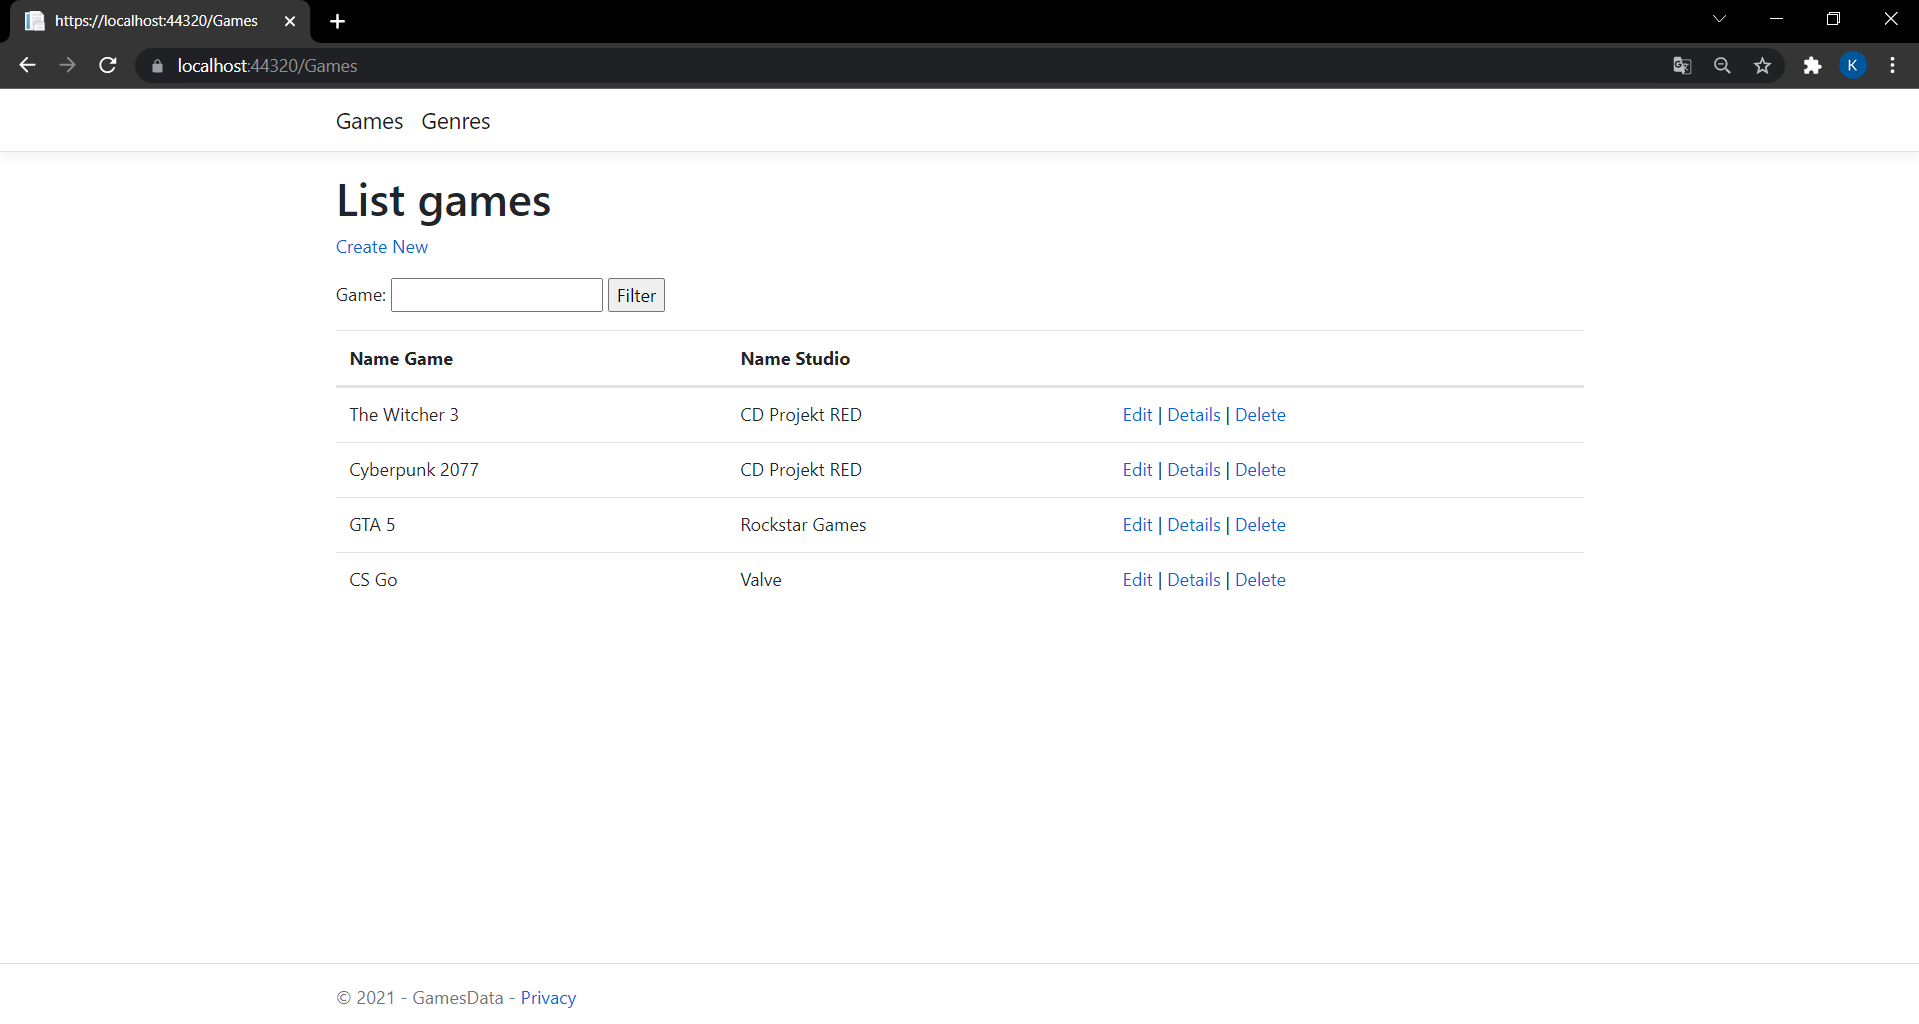 https://localhost:44320/Games
localhost:44320/Games
K
Games Genres
List games
Create New
Game: Filter
Name Game Name Studio
The Witcher 3 CD Projekt RED Edit | Details | Delete
Cyberpunk 2077 CD Projekt RED Edit | Details | Delete
GTA 5 Rockstar Games Edit | Details | Delete
CS Go Valve Edit | Details | Delete
© 2021 - GamesData - Privacy